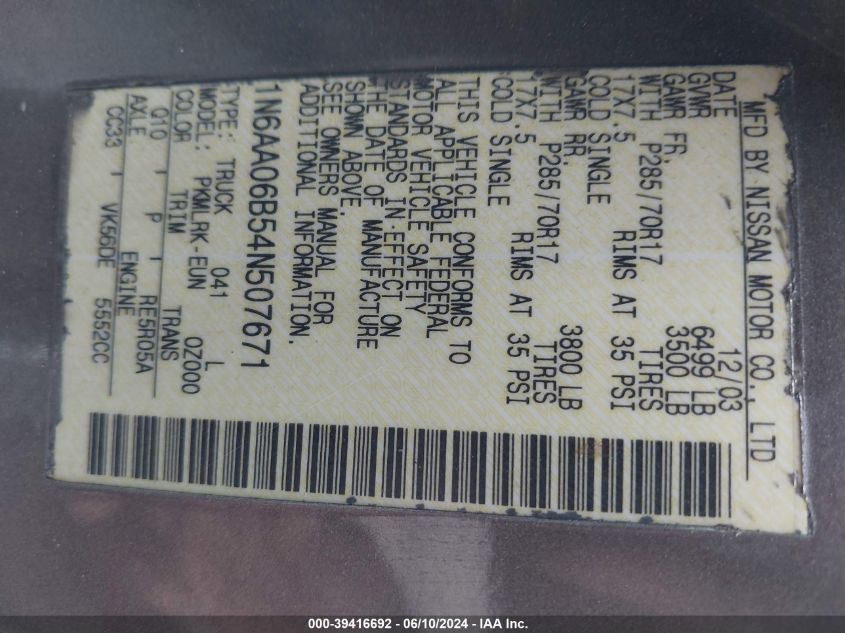 MFD BY NISSAN MOTOR CO., LTD
DATE 12/03
GVWR 6499 LB
GAWR FR. 3500 LB
WITH P285/70R17 TIRES
17X7.5 RIMS AT 35 PSI
COLD SINGLE
GAWR RR. 3800 LB
WITH P285/70R17 TIRES
17X7.5 RIMS AT 35 PSI
COLD SINGLE
THIS VEHICLE CONFORMS TO
ALL APPLICABLE FEDERAL
MOTOR VEHICLE SAFETY
STANDARDS IN EFFECT ON
THE DATE OF MANUFACTURE
SHOWN ABOVE.
SEE OWNERS MANUAL FOR
ADDITIONAL INFORMATION.
1N6AA06B54N507671
TYPE: TRUCK 041 L
MODEL: PKMLRK-EUN 0Z000
COLOR TRIM TRANS
Q10 P RE5R05A
AXLE ENGINE
CC33 VK56DE 5552CC
000-39416692 - 06/10/2024 - IAA Inc.